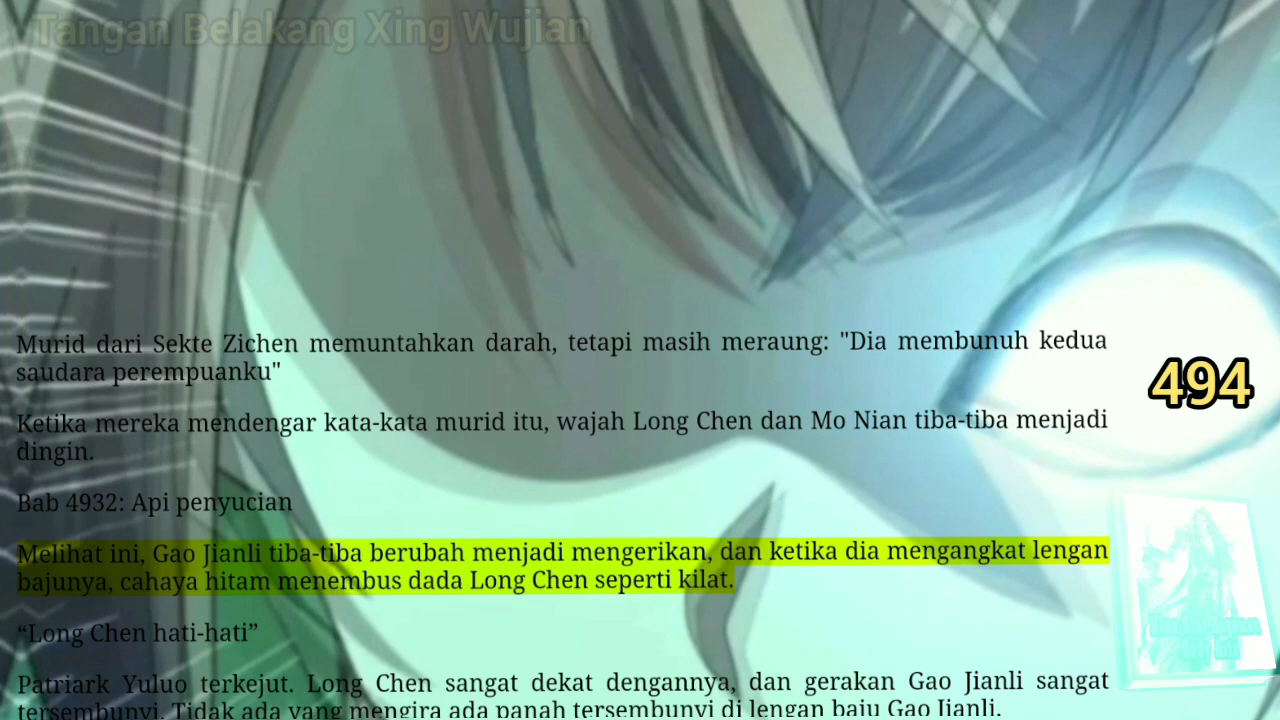 Tangan Belakang Xing Wujian
Murid dari Sekte Zichen memuntahkan darah, tetapi masih meraung: "Dia membunuh kedua
saudara perempuanku"
494
Ketika mereka mendengar kata-kata murid itu, wajah Long Chen dan Mo Nian tiba-tiba menjadi
dingin.
Bab 4932: Api penyucian
Melihat ini, Gao Jianli tiba-tiba berubah menjadi mengerikan, dan ketika dia mengangkat lengan
bajunya, cahaya hitam menembus dada Long Chen seperti kilat.
“Long Chen hati-hati”
Patriark Yuluo terkejut. Long Chen sangat dekat dengannya, dan gerakan Gao Jianli sangat
tersembunyi. Tidak ada yang mengira ada panah tersembunyi di lengan baju Gao Jianli.